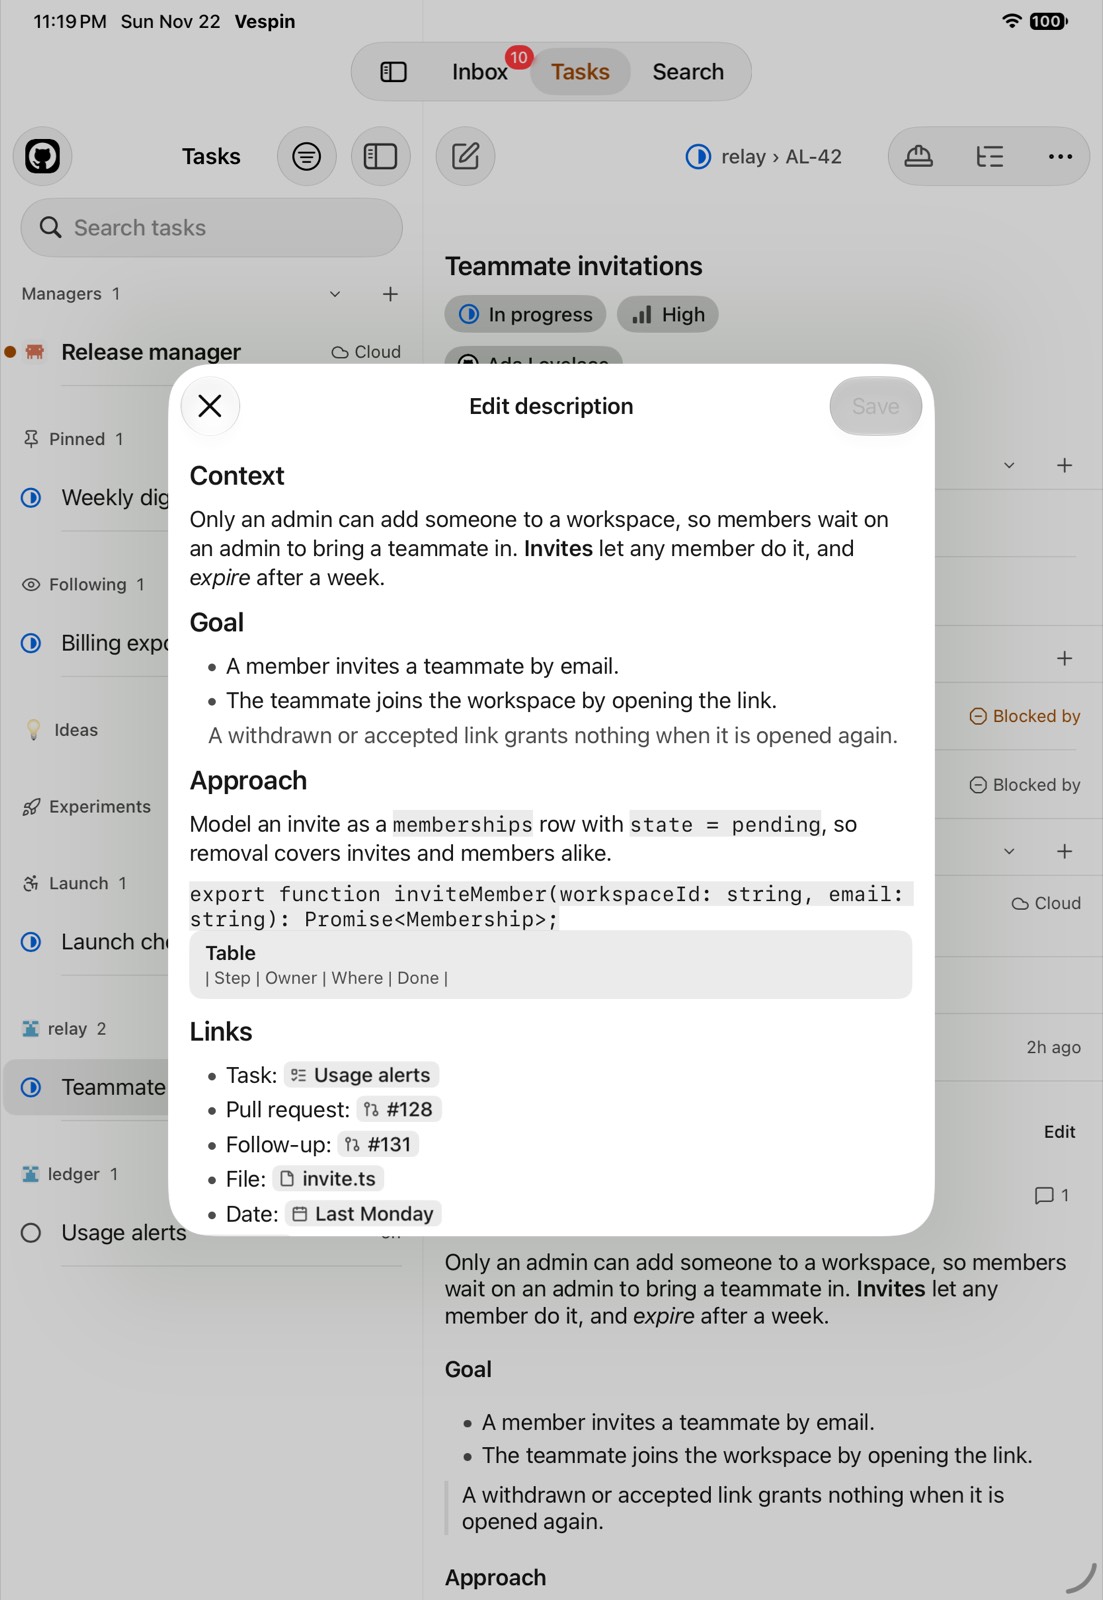 11:19 PM Sun Nov 22 Vespin
100
Inbox 10 Tasks Search
Tasks
relay › AL-42
Search tasks
Managers 1
Release manager Cloud
Pinned 1
Weekly dig
Following 1
Billing expo
Ideas
Experiments
Launch 1
Launch che
relay 2
Teammate
ledger 1
Usage alerts
Teammate invitations
In progress High
Ada Lovelace
Edit description
Save
Context
Only an admin can add someone to a workspace, so members wait on
an admin to bring a teammate in. Invites let any member do it, and
expire after a week.
Goal
• A member invites a teammate by email.
• The teammate joins the workspace by opening the link.
A withdrawn or accepted link grants nothing when it is opened again.
Approach
Model an invite as a memberships row with state = pending, so
removal covers invites and members alike.
export function inviteMember(workspaceId: string, email:
string): Promise<Membership>;
Table
| Step | Owner | Where | Done |
Links
• Task: Usage alerts
• Pull request: #128
• Follow-up: #131
• File: invite.ts
• Date: Last Monday
Blocked by
Blocked by
Cloud
2h ago
Edit
1
Only an admin can add someone to a workspace, so members
wait on an admin to bring a teammate in. Invites let any
member do it, and expire after a week.
Goal
• A member invites a teammate by email.
• The teammate joins the workspace by opening the link.
A withdrawn or accepted link grants nothing when it is
opened again.
Approach